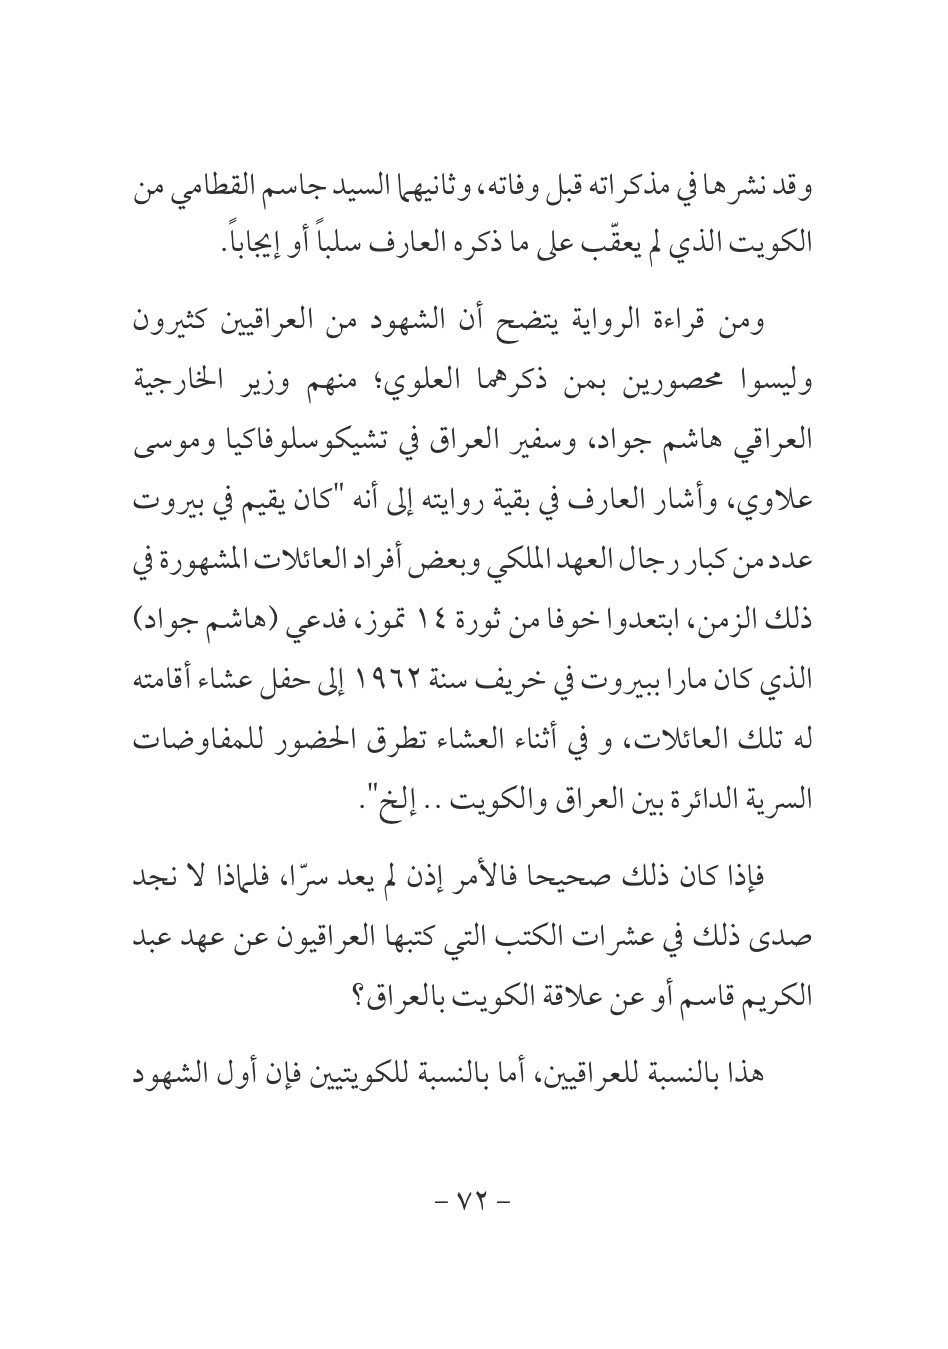 وقد نشرها في مذكراته قبل وفاته، وثانيهما السيد جاسم القطامي من
الكويت الذي لم يعقّب على ما ذكره العارف سلباً أو إيجاباً.
ومن قراءة الرواية يتضح أن الشهود من العراقيين كثيرون
وليسوا محصورين بمن ذكرهما العلوي؛ منهم وزير الخارجية
العراقي هاشم جواد، وسفير العراق في تشيكوسلوفاكيا وموسى
علاوي، وأشار العارف في بقية روايته إلى أنه "كان يقيم في بيروت
عدد من كبار رجال العهد الملكي وبعض أفراد العائلات المشهورة في
ذلك الزمن، ابتعدوا خوفا من ثورة ١٤ تموز، فدعي (هاشم جواد)
الذي كان مارا ببيروت في خريف سنة ١٩٦٢ إلى حفل عشاء أقامته
له تلك العائلات، و في أثناء العشاء تطرق الحضور للمفاوضات
السرية الدائرة بين العراق والكويت .. إلخ".
فإذا كان ذلك صحيحا فالأمر إذن لم يعد سرّا، فلماذا لا نجد
صدى ذلك في عشرات الكتب التي كتبها العراقيون عن عهد عبد
الكريم قاسم أو عن علاقة الكويت بالعراق؟
هذا بالنسبة للعراقيين، أما بالنسبة للكويتيين فإن أول الشهود
– ٧٢ –